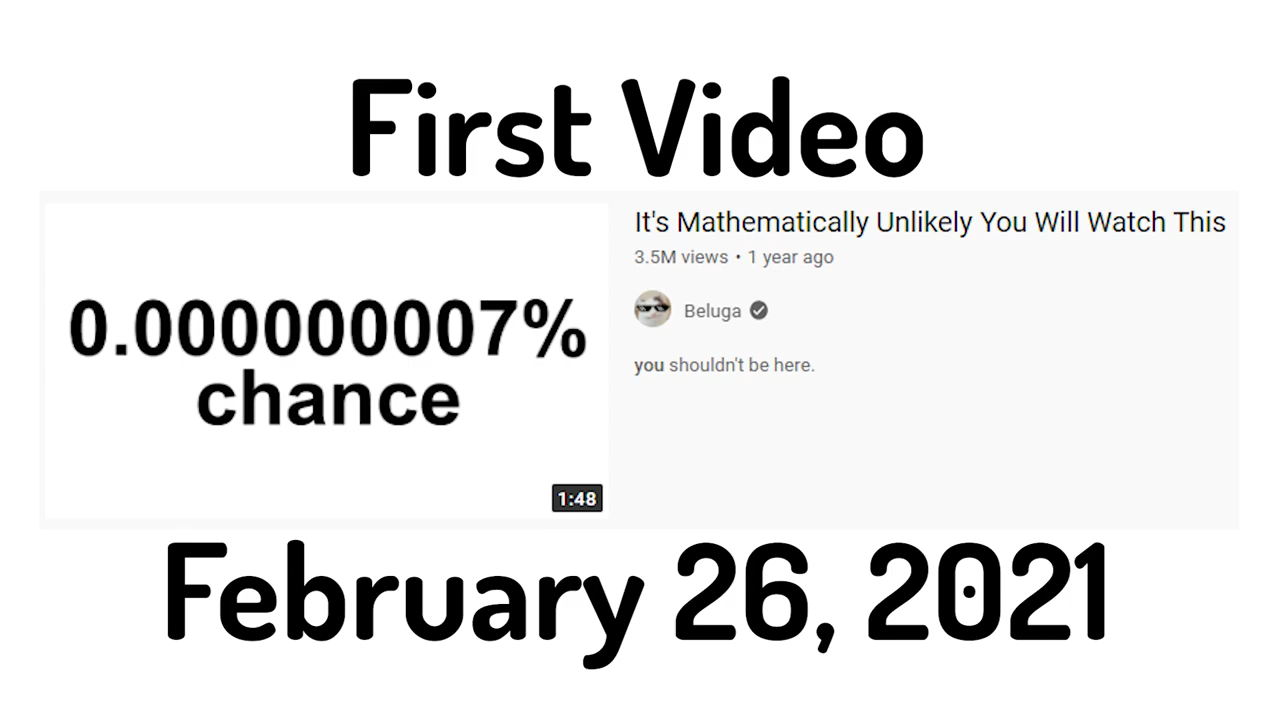 First Video
0.000000007%
chance
1:48
It's Mathematically Unlikely You Will Watch This
3.5M views • 1 year ago
Beluga
you shouldn't be here.
February 26, 2021